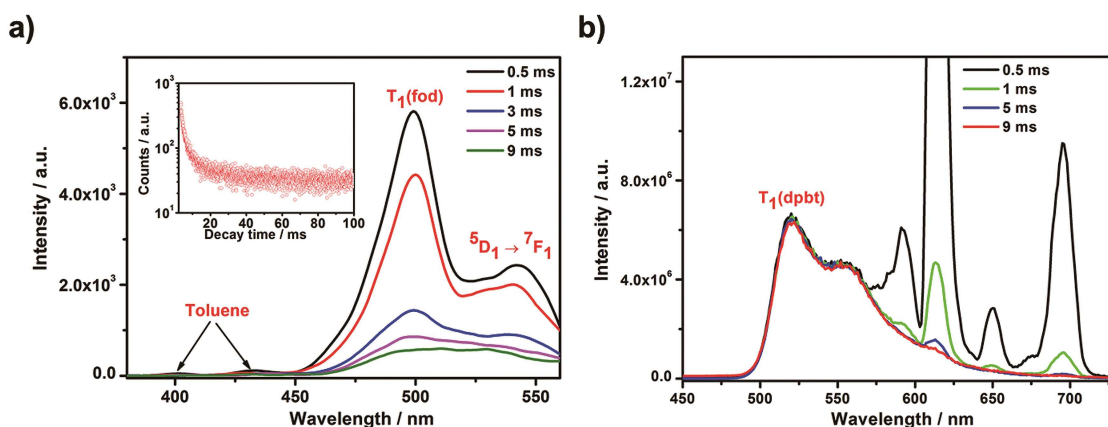 a)
Intensity / a.u.
6.0x10³
4.0x10³
2.0x10³
0.0
400
450
500
550
Wavelength / nm
T₁(fod)
⁵D₁ → ⁷F₁
Toluene
0.5 ms
1 ms
3 ms
5 ms
9 ms
Counts / a.u.
10³
10²
10¹
20
40
60
80
100
Decay time / ms
b)
Intensity / a.u.
1.2x10⁷
8.0x10⁶
4.0x10⁶
0.0
450
500
550
600
650
700
Wavelength / nm
T₁(dpbt)
0.5 ms
1 ms
5 ms
9 ms